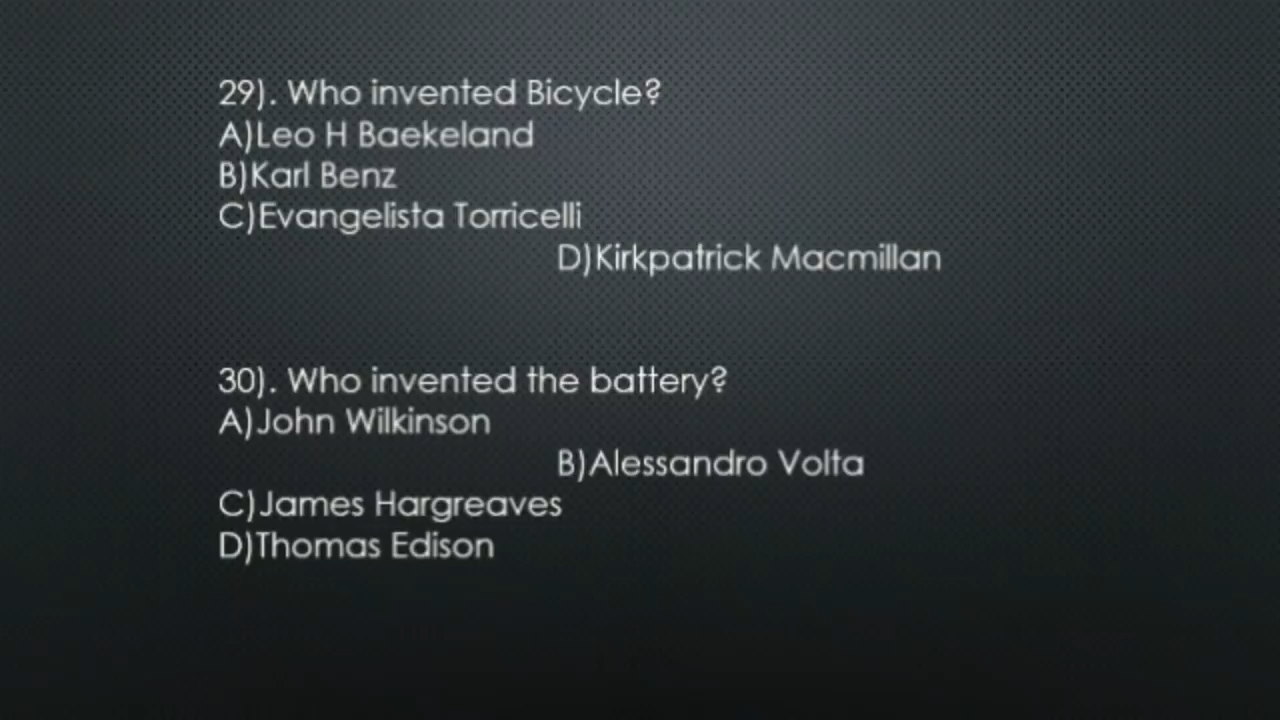 29). Who invented Bicycle?
A)Leo H Baekeland
B)Karl Benz
C)Evangelista Torricelli
D)Kirkpatrick Macmillan
30). Who invented the battery?
A)John Wilkinson
B)Alessandro Volta
C)James Hargreaves
D)Thomas Edison